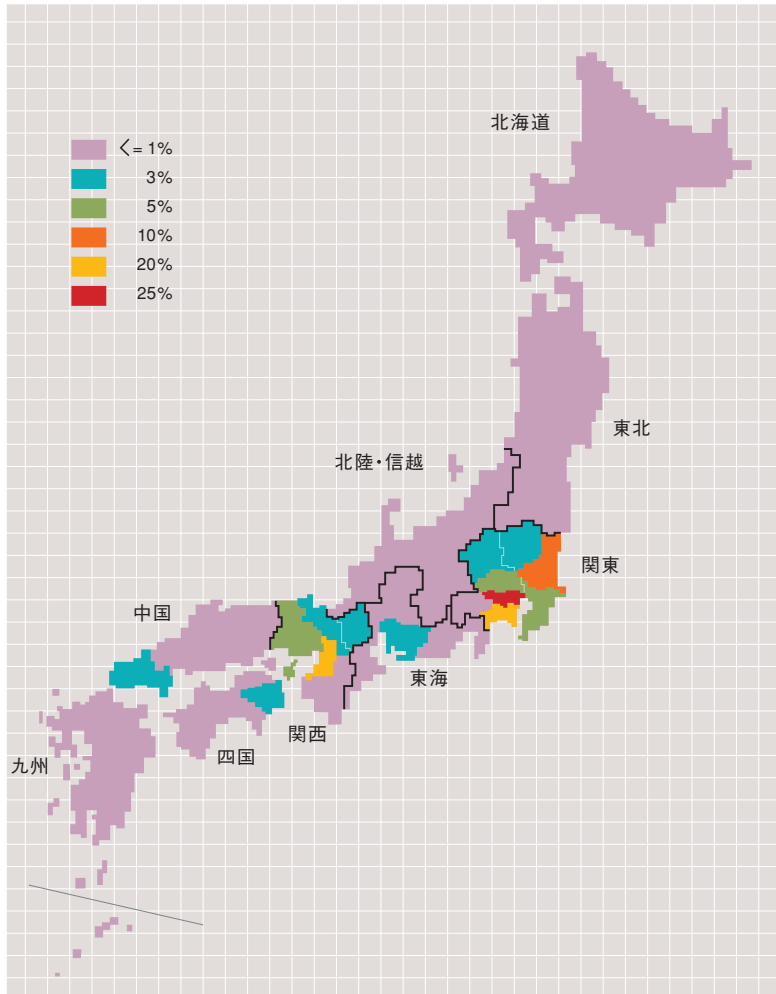 北海道
<= 1%
3%
5%
10%
20%
25%
東北
北陸・信越
関東
中国
東海
関西
四国
九州